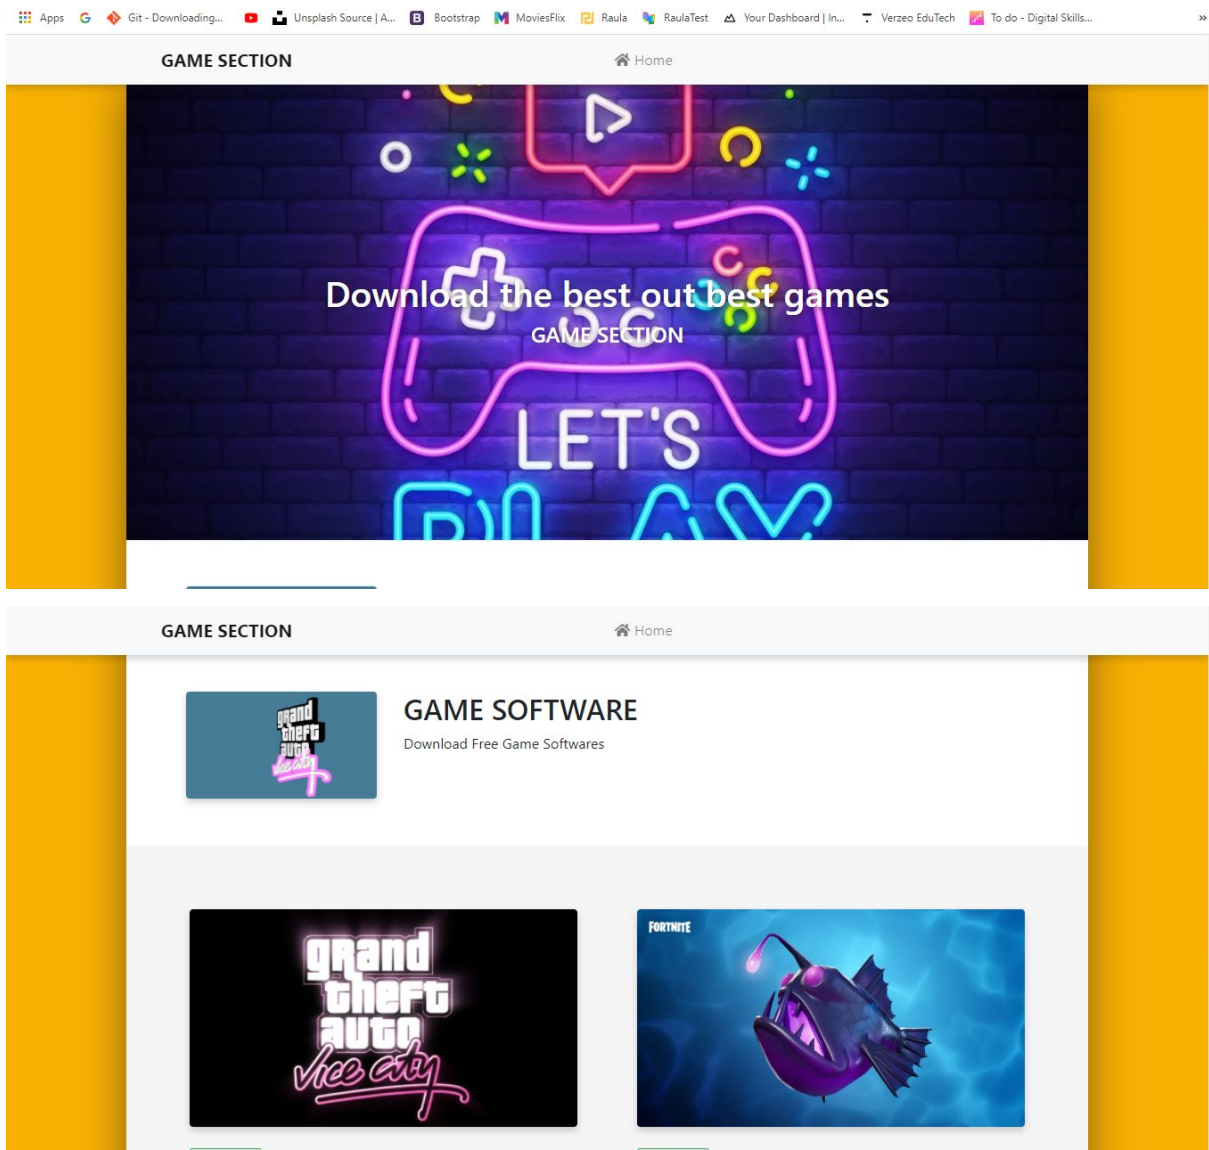 Apps Git - Downloading... Unsplash Source | A... B Bootstrap MoviesFlix Raula RaulaTest Your Dashboard | In... Verzeo EduTech To do - Digital Skills... »
GAME SECTION Home
Download the best out best games
GAME SECTION
LET'S
PLAY
GAME SECTION Home
grand
theft
auto
vice city
GAME SOFTWARE
Download Free Game Softwares
grand
theft
auto
vice city
FORTNITE